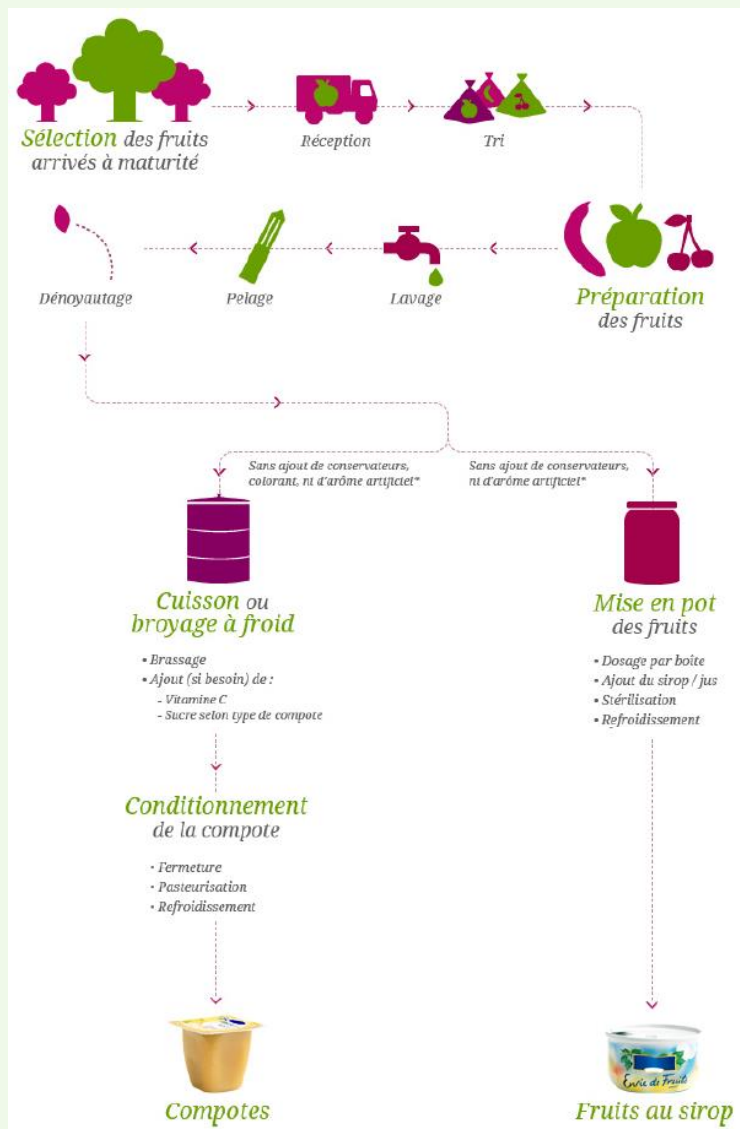 Sélection des fruits
arrivés à maturité
Réception
Tri
Dénoyautage
Pelage
Lavage
Préparation
des fruits
Sans ajout de conservateurs,
colorant, ni d'arôme artificiel*
Sans ajout de conservateurs,
ni d'arôme artificiel*
Cuisson ou
broyage à froid
▪ Brassage
▪ Ajout (si besoin) de :
- Vitamine C
- Sucre selon type de compote
Mise en pot
des fruits
▪ Dosage par boîte
▪ Ajout du sirop / jus
▪ Stérilisation
▪ Refroidissement
Conditionnement
de la compote
• Fermeture
• Pasteurisation
• Refroidissement
Envie de Fruits
Compotes
Fruits au sirop